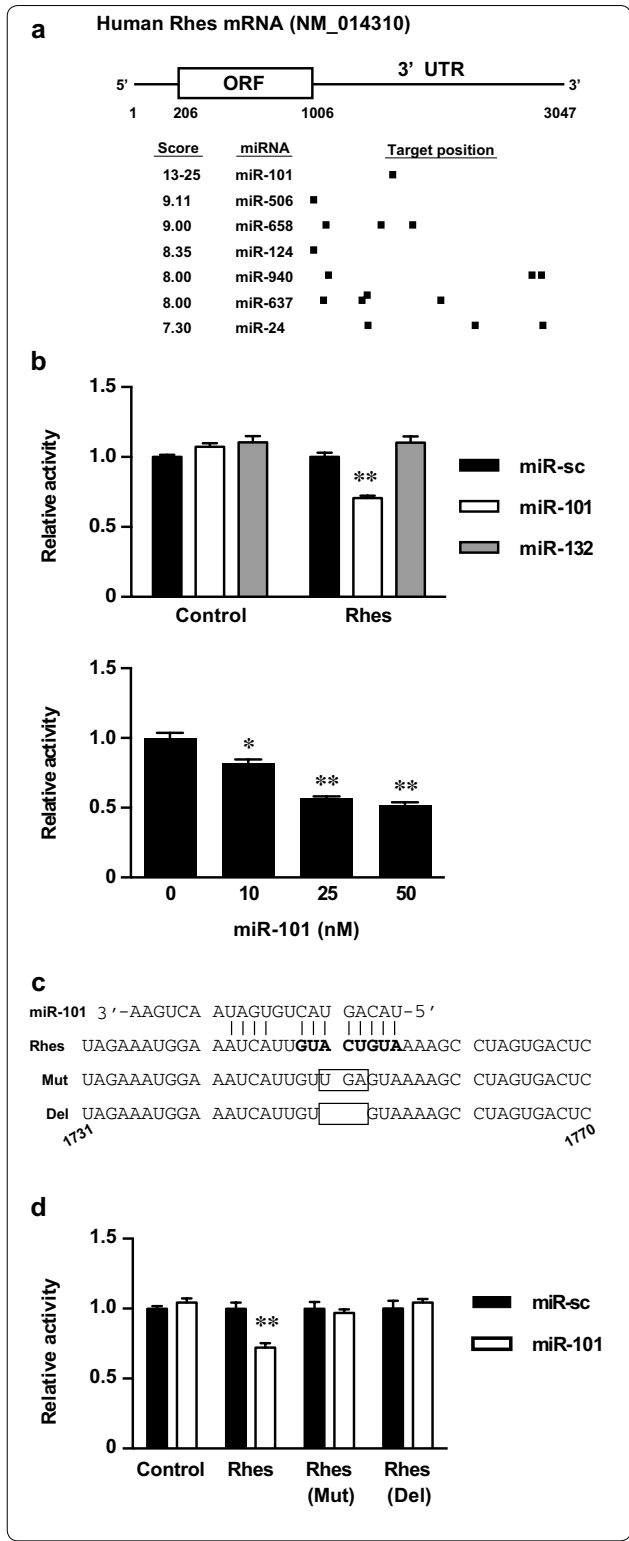 a Human Rhes mRNA (NM_014310)
3’ UTR
5’ ORF 3’
1 206 1006 3047
Score miRNA Target position
13-25 miR-101
9.11 miR-506
9.00 miR-658
8.35 miR-124
8.00 miR-940
8.00 miR-637
7.30 miR-24
b
1.5
1.0
0.5
0
Relative activity
Control Rhes
miR-sc
miR-101
miR-132
**
1.5
1.0
0.5
0
Relative activity
* ** **
0 10 25 50
miR-101 (nM)
c
miR-101 3'-AAGUCA AUAGUGUCAU GACAU-5'
Rhes UAGAAAUGGA AAUCAUUGUA CUGUAAAAGC CUAGUGACUC
Mut UAGAAAUGGA AAUCAUUGUU GAGUAAAAGC CUAGUGACUC
Del UAGAAAUGGA AAUCAUUGU GUAAAAGC CUAGUGACUC
1731 1770
d
1.5
1.0
0.5
0
Relative activity
**
Control Rhes Rhes (Mut) Rhes (Del)
miR-sc
miR-101